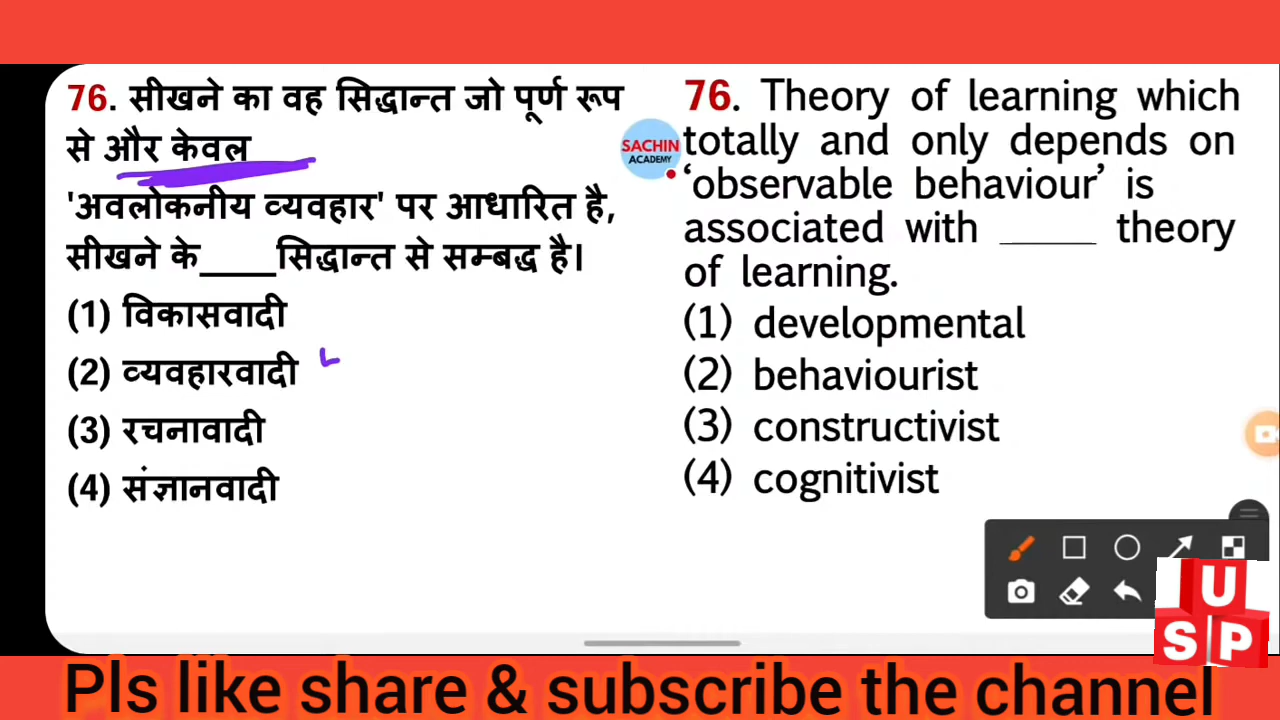 76. सीखने का वह सिद्धान्त जो पूर्ण रूप
से और केवल
'अवलोकनीय व्यवहार' पर आधारित है,
सीखने के____सिद्धान्त से सम्बद्ध है।
(1) विकासवादी
(2) व्यवहारवादी
(3) रचनावादी
(4) संज्ञानवादी
SACHIN
ACADEMY
76. Theory of learning which
totally and only depends on
‘observable behaviour’ is
associated with _____ theory
of learning.
(1) developmental
(2) behaviourist
(3) constructivist
(4) cognitivist
U
S P
Pls like share & subscribe the channel